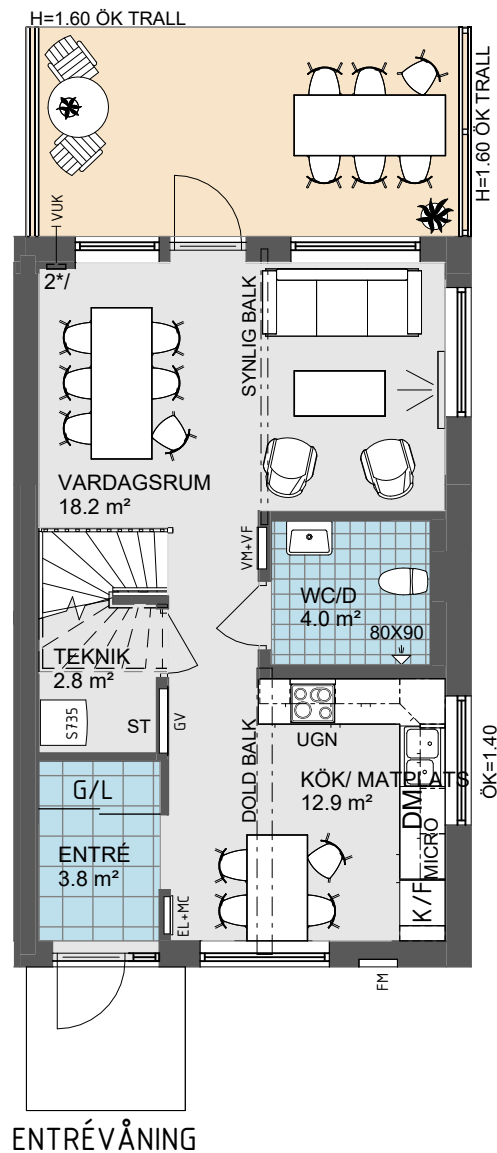 H=1.60 ÖK TRALL
H=1.60 ÖK TRALL
VUK
2*/
SYNLIG BALK
VARDAGSRUM
18.2 m²
VM+VF
WC/D
4.0 m²
80X90
TEKNIK
2.8 m²
S735
ST
GV
UGN
DOLD BALK
KÖK/ MATPLATS
12.9 m²
ÖK=1.40
DM
MICRO
K/F
G/L
ENTRÉ
3.8 m²
EL+MC
FM
ENTRÉVÅNING